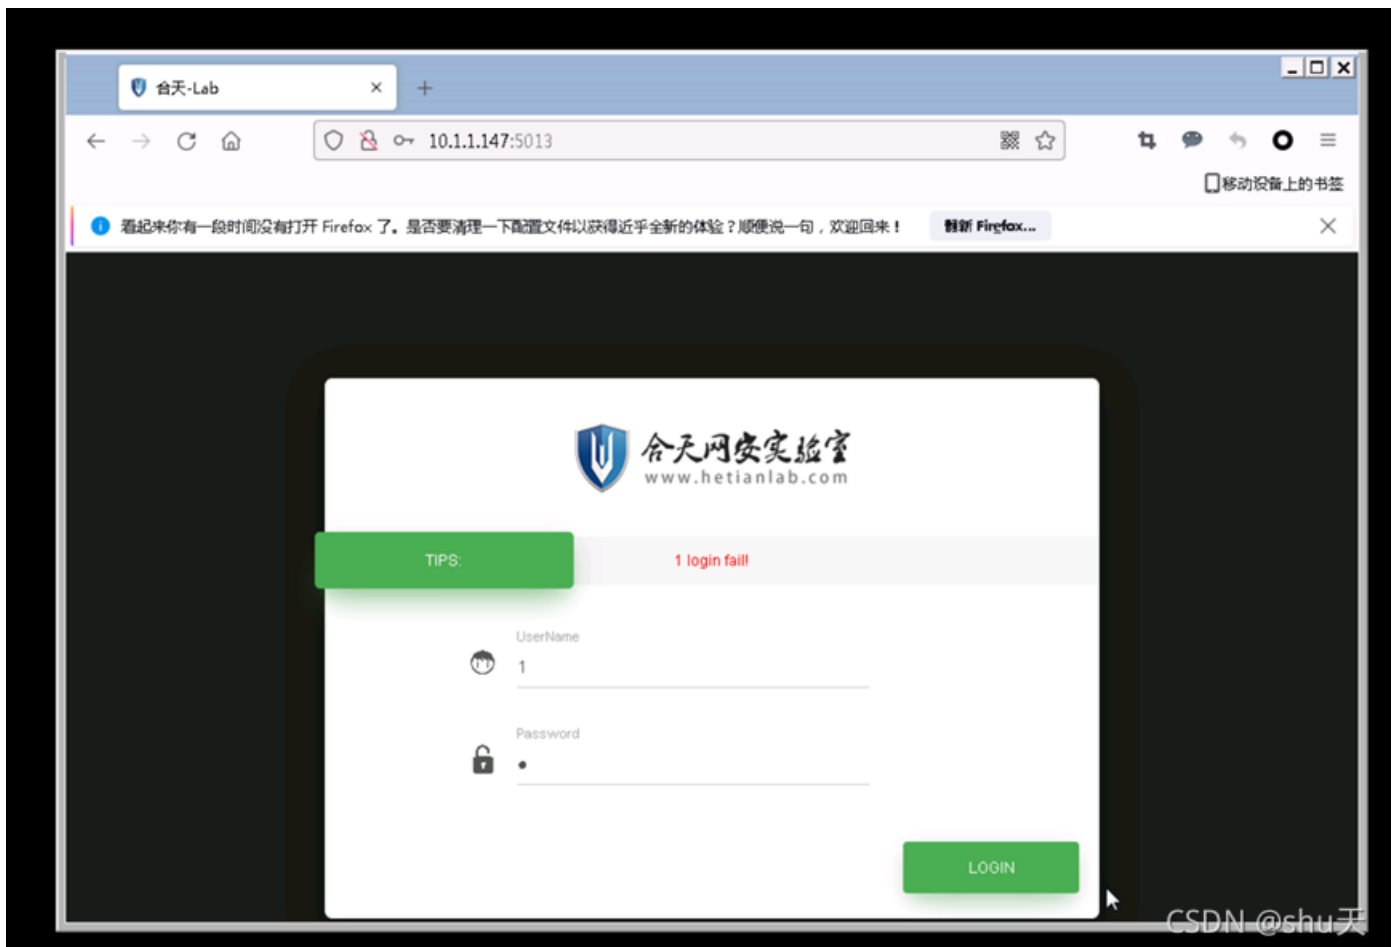 合天-Lab
10.1.1.147:5013
移动设备上的书签
看起来你有一段时间没有打开 Firefox 了。是否要清理一下配置文件以获得近乎全新的体验？顺便说一句，欢迎回来！
翻新 Firefox...
合天网安实验室
www.hetianlab.com
TIPS:
1 login fail!
UserName
1
Password
LOGIN
CSDN @shu天